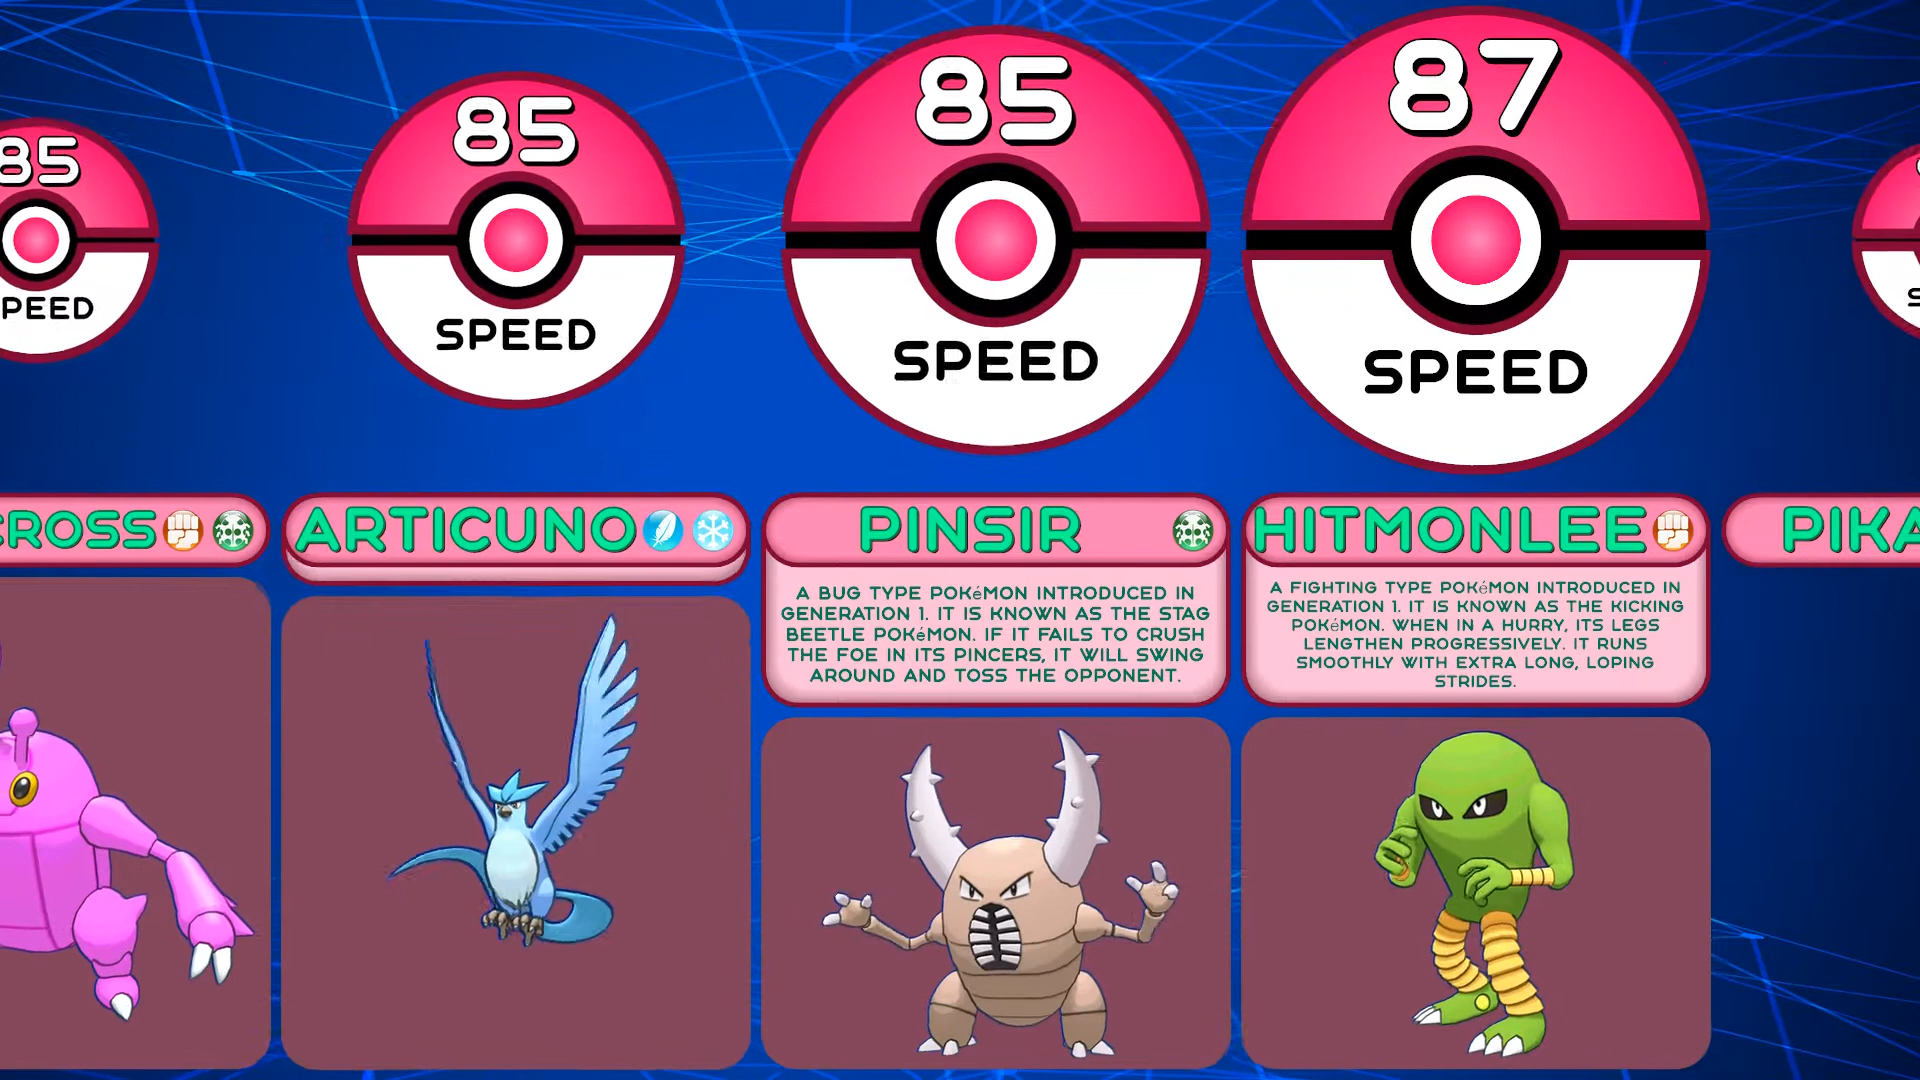 85
85
85
87
PEED
SPEED
SPEED
SPEED
CROSS
ARTICUNO
PINSIR
HITMONLEE
PIKA
A BUG TYPE POKéMON INTRODUCED IN
GENERATION 1. IT IS KNOWN AS THE STAG
BEETLE POKéMON. IF IT FAILS TO CRUSH
THE FOE IN ITS PINCERS, IT WILL SWING
AROUND AND TOSS THE OPPONENT.
A FIGHTING TYPE POKéMON INTRODUCED IN
GENERATION 1. IT IS KNOWN AS THE KICKING
POKéMON. WHEN IN A HURRY, ITS LEGS
LENGTHEN PROGRESSIVELY. IT RUNS
SMOOTHLY WITH EXTRA LONG, LOPING
STRIDES.